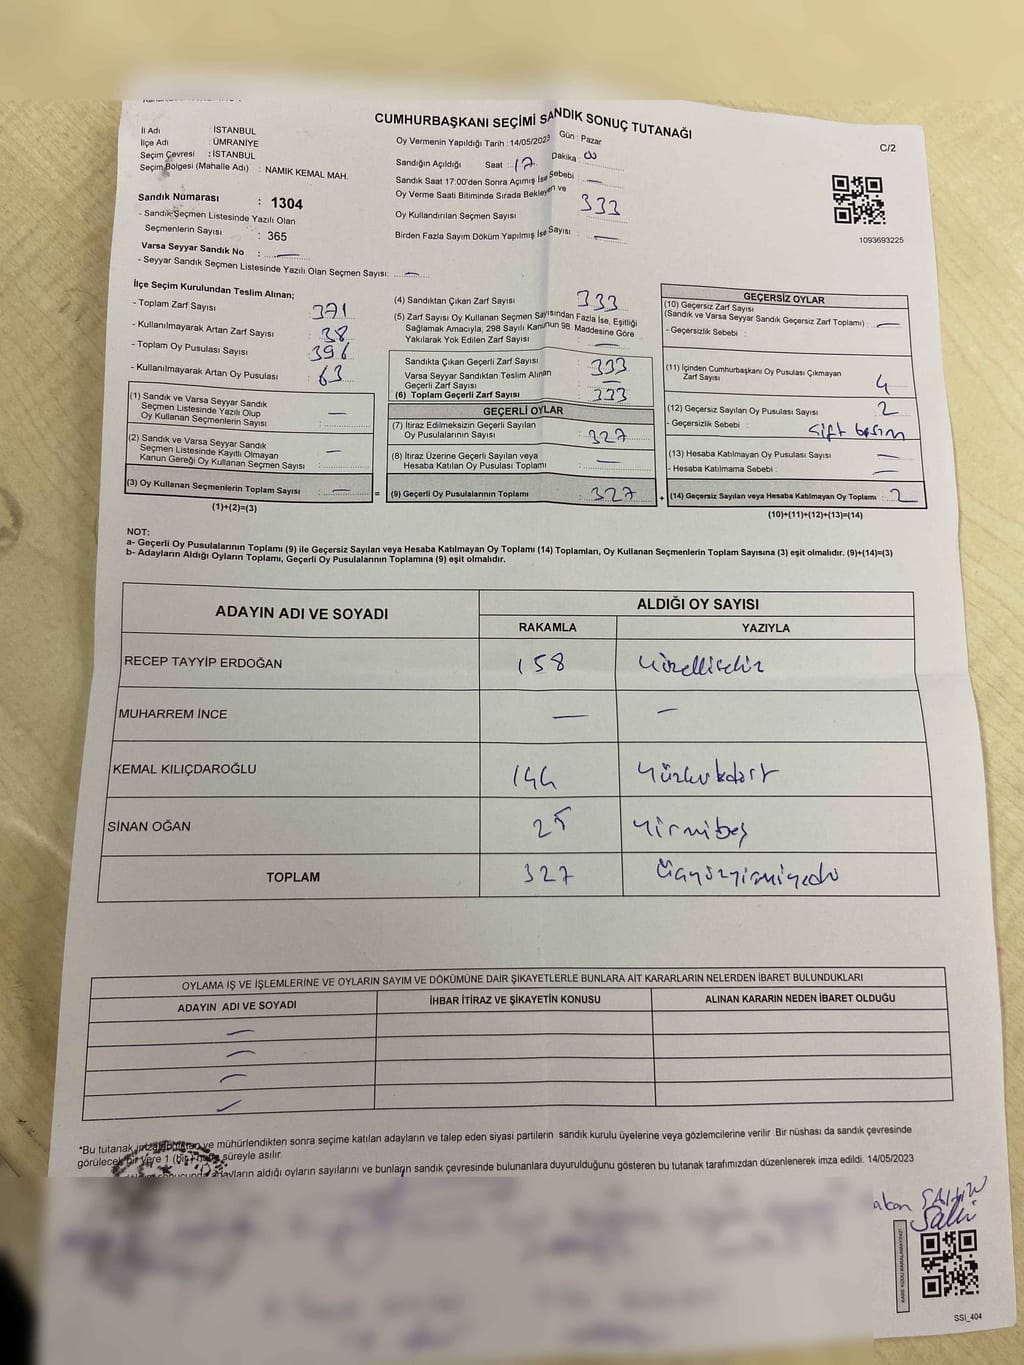 CUMHURBAŞKANI SEÇİMİ SANDIK SONUÇ TUTANAĞI
C/2
İl Adı : İSTANBUL
İlçe Adı : ÜMRANİYE
Seçim Çevresi : İSTANBUL
Seçim Bölgesi (Mahalle Adı) : NAMIK KEMAL MAH.
Sandık Numarası : 1304
- Sandık Seçmen Listesinde Yazılı Olan
Seçmenlerin Sayısı : 365
Varsa Seyyar Sandık No : —
- Seyyar Sandık Seçmen Listesinde Yazılı Olan Seçmen Sayısı: —
Oy Vermenin Yapıldığı Tarih : 14/05/2023 Gün : Pazar
Sandığın Açıldığı Saat : 17 Dakika : 00
Sandık Saat 17:00'den Sonra Açımış İse Sebebi : —
Oy Verme Saati Bitiminde Sırada Bekleyen ve
Oy Kullandırılan Seçmen Sayısı 333
Birden Fazla Sayım Döküm Yapılmış İse Sayısı : —
1093693225
İlçe Seçim Kurulundan Teslim Alınan;
- Toplam Zarf Sayısı : 371
- Kullanılmayarak Artan Zarf Sayısı : 38
- Toplam Oy Pusulası Sayısı : 396
- Kullanılmayarak Artan Oy Pusulası : 63
(1) Sandık ve Varsa Seyyar Sandık
Seçmen Listesinde Yazılı Olup
Oy Kullanan Seçmenlerin Sayısı : —
(2) Sandık ve Varsa Seyyar Sandık
Seçmen Listesinde Kayıtlı Olmayan
Kanun Gereği Oy Kullanan Seçmen Sayısı : —
(3) Oy Kullanan Seçmenlerin Toplam Sayısı : —
(1)+(2)=(3)
=
(4) Sandıktan Çıkan Zarf Sayısı 333
(5) Zarf Sayısı Oy Kullanan Seçmen Sayısından Fazla İse, Eşitliği
Sağlamak Amacıyla; 298 Sayılı Kanunun 98. Maddesine Göre
Yakılarak Yok Edilen Zarf Sayısı : —
Sandıkta Çıkan Geçerli Zarf Sayısı : 333
Varsa Seyyar Sandıktan Teslim Alınan
Geçerli Zarf Sayısı : —
(6) Toplam Geçerli Zarf Sayısı : 333
GEÇERLİ OYLAR
(7) İtiraz Edilmeksizin Geçerli Sayılan
Oy Pusulalarının Sayısı : 327
(8) İtiraz Üzerine Geçerli Sayılan veya
Hesaba Katılan Oy Pusulası Toplamı : —
(9) Geçerli Oy Pusulalarının Toplamı : 327
+
GEÇERSİZ OYLAR
(10) Geçersiz Zarf Sayısı
(Sandık ve Varsa Seyyar Sandık Geçersiz Zarf Toplamı) : —
- Geçersizlik Sebebi :
(11) İçinden Cumhurbaşkanı Oy Pusulası Çıkmayan
Zarf Sayısı : 4
(12) Geçersiz Sayılan Oy Pusulası Sayısı : 2
- Geçersizlik Sebebi : Çift basım
(13) Hesaba Katılmayan Oy Pusulası Sayısı : —
- Hesaba Katılmama Sebebi : —
(14) Geçersiz Sayılan veya Hesaba Katılmayan Oy Toplamı : 2
(10)+(11)+(12)+(13)=(14)
NOT:
a- Geçerli Oy Pusulalarının Toplamı (9) ile Geçersiz Sayılan veya Hesaba Katılmayan Oy Toplamı (14) Toplamları, Oy Kullanan Seçmenlerin Toplam Sayısına (3) eşit olmalıdır. (9)+(14)=(3)
b- Adayların Aldığı Oyların Toplamı, Geçerli Oy Pusulalarının Toplamına (9) eşit olmalıdır.
ADAYIN ADI VE SOYADI ALDIĞI OY SAYISI
RAKAMLA YAZIYLA
RECEP TAYYİP ERDOĞAN 158 Yüzellisekiz
MUHARREM İNCE — —
KEMAL KILIÇDAROĞLU 144 Yüzkırkdört
SİNAN OĞAN 25 Yirmibeş
TOPLAM 327 Üçyüzyirmiyedi
OYLAMA İŞ VE İŞLEMLERİNE VE OYLARIN SAYIM VE DÖKÜMÜNE DAİR ŞİKAYETLERLE BUNLARA AİT KARARLARIN NELERDEN İBARET BULUNDUKLARI
ADAYIN ADI VE SOYADI İHBAR İTİRAZ VE ŞİKAYETİN KONUSU ALINAN KARARIN NEDEN İBARET OLDUĞU
—
—
—
—
*Bu tutanak imzalandıktan ve mühürlendikten sonra seçime katılan adayların ve talep eden siyasi partilerin sandık kurulu üyelerine veya gözlemcilerine verilir. Bir nüshası da sandık çevresinde
görülecek bir yere 1 (bir) hafta süreyle asılır.
adayların aldığı oyların sayılarını ve bunların sandık çevresinde bulunanlara duyurulduğunu gösteren bu tutanak tarafımızdan düzenlenerek imza edildi. 14/05/2023
ŞAHİN
SSİ_404